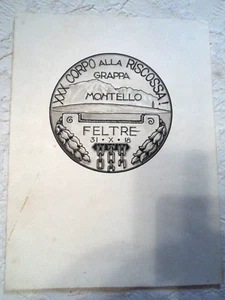 XXX CORPO ALLA RISCOSSA!
GRAPPA
MONTELLO
FELTRE
31 • X • 18